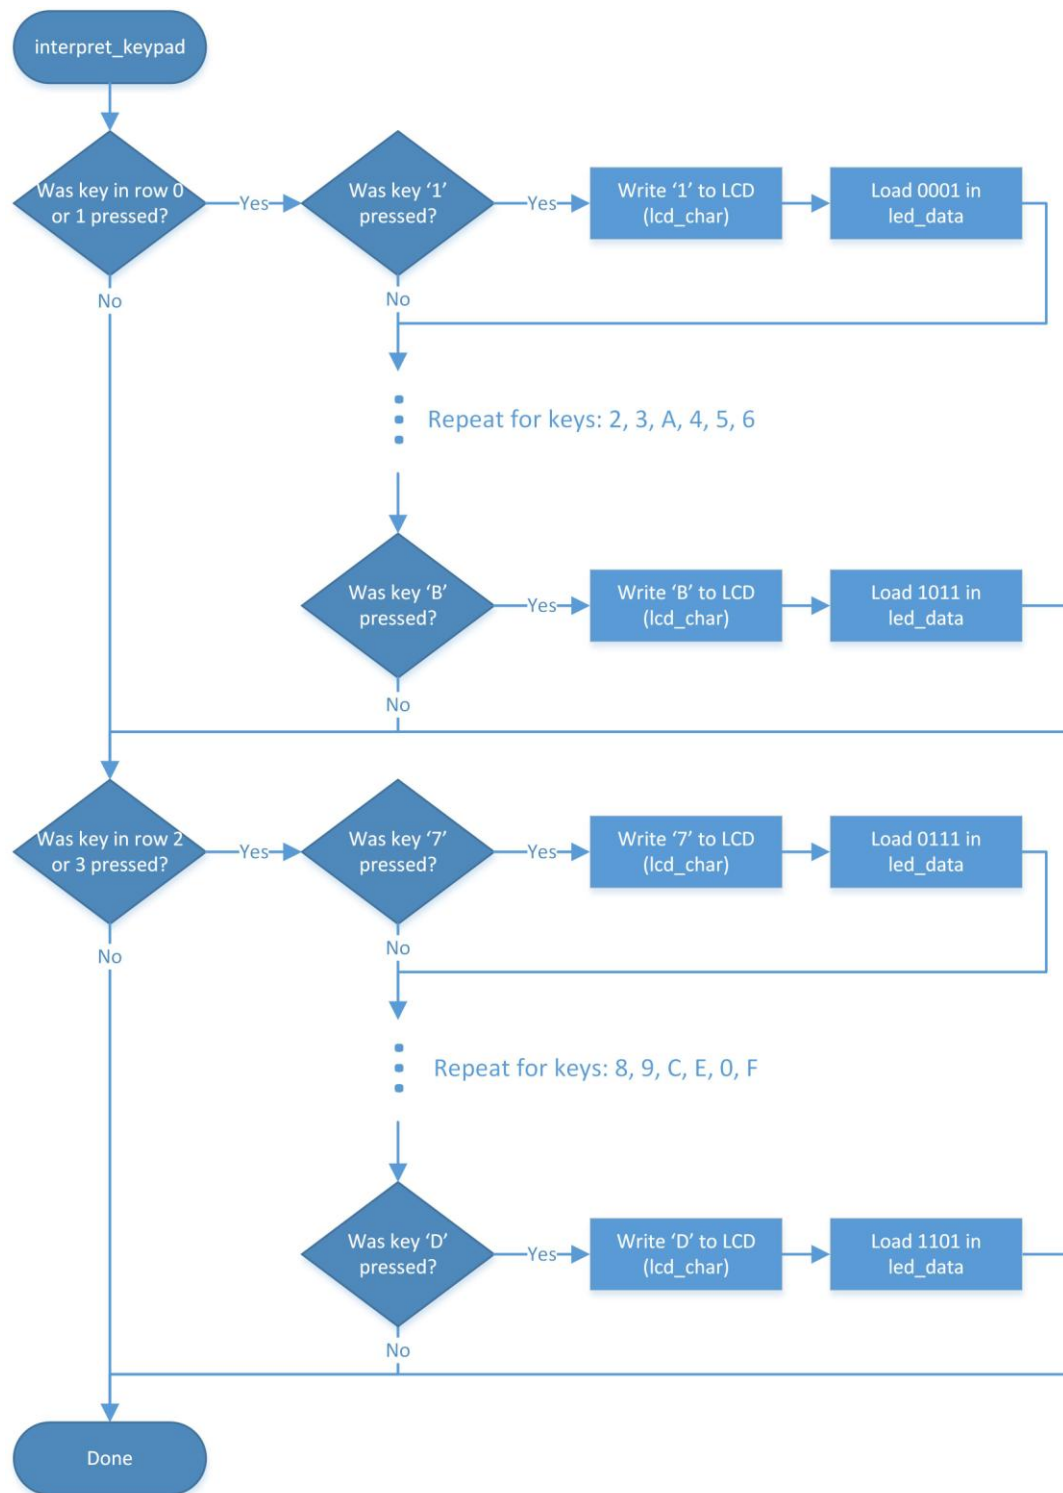 interpret_keypad
Was key in row 0
or 1 pressed?
Yes
Was key ‘1’
pressed?
Yes
Write ‘1’ to LCD
(lcd_char)
Load 0001 in
led_data
No
No
Repeat for keys: 2, 3, A, 4, 5, 6
Was key ‘B’
pressed?
Yes
Write ‘B’ to LCD
(lcd_char)
Load 1011 in
led_data
No
Was key in row 2
or 3 pressed?
Yes
Was key ‘7’
pressed?
Yes
Write ‘7’ to LCD
(lcd_char)
Load 0111 in
led_data
No
No
Repeat for keys: 8, 9, C, E, 0, F
Was key ‘D’
pressed?
Yes
Write ‘D’ to LCD
(lcd_char)
Load 1101 in
led_data
No
Done